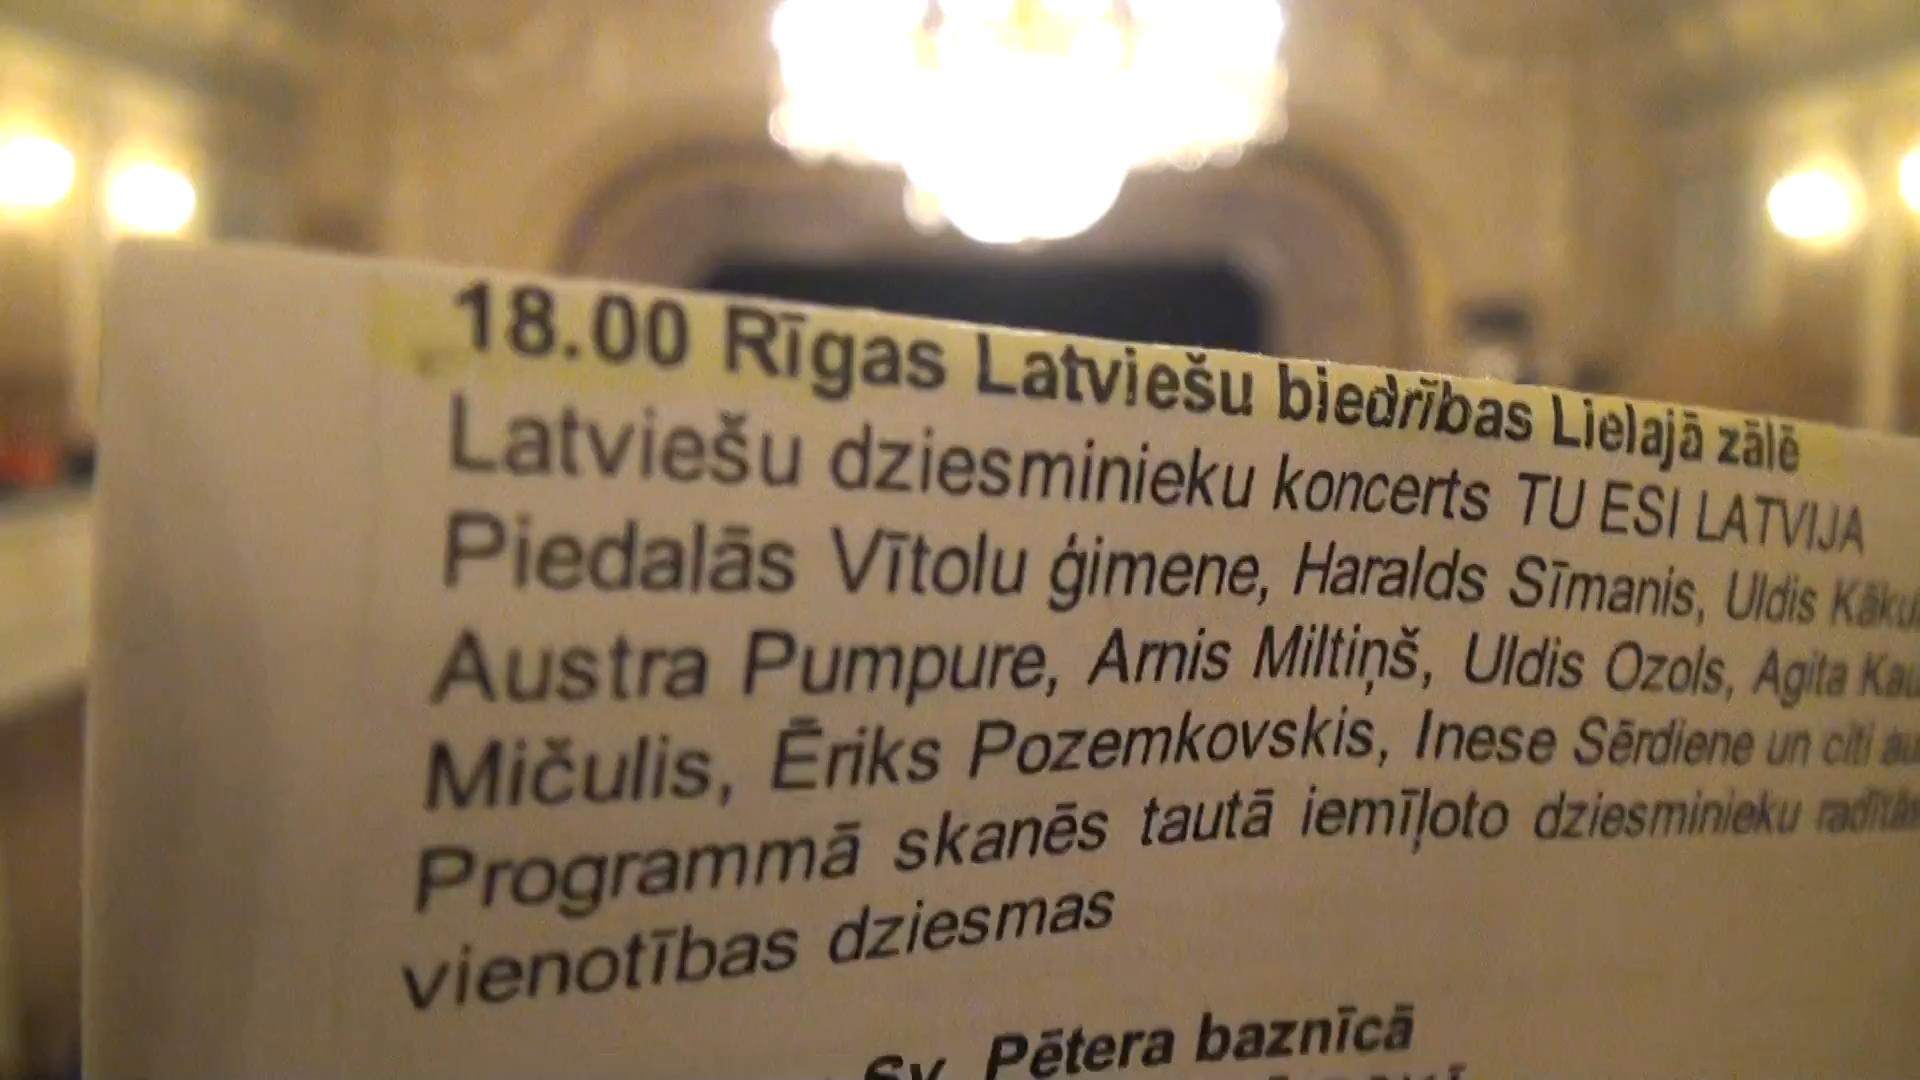 18.00 Rīgas Latviešu biedrības Lielajā zālē
Latviešu dziesminieku koncerts TU ESI LATVIJA
Piedalās Vītolu ģimene, Haralds Sīmanis, Uldis
Austra Pumpure, Arnis Miltiņš, Uldis Ozols, Agita
Mičulis, Ēriks Pozemkovskis, Inese Sērdiene un citi
Programmā skanēs tautā iemīļoto dziesminieku
vienotības dziesmas
Sv. Pētera baznīcā